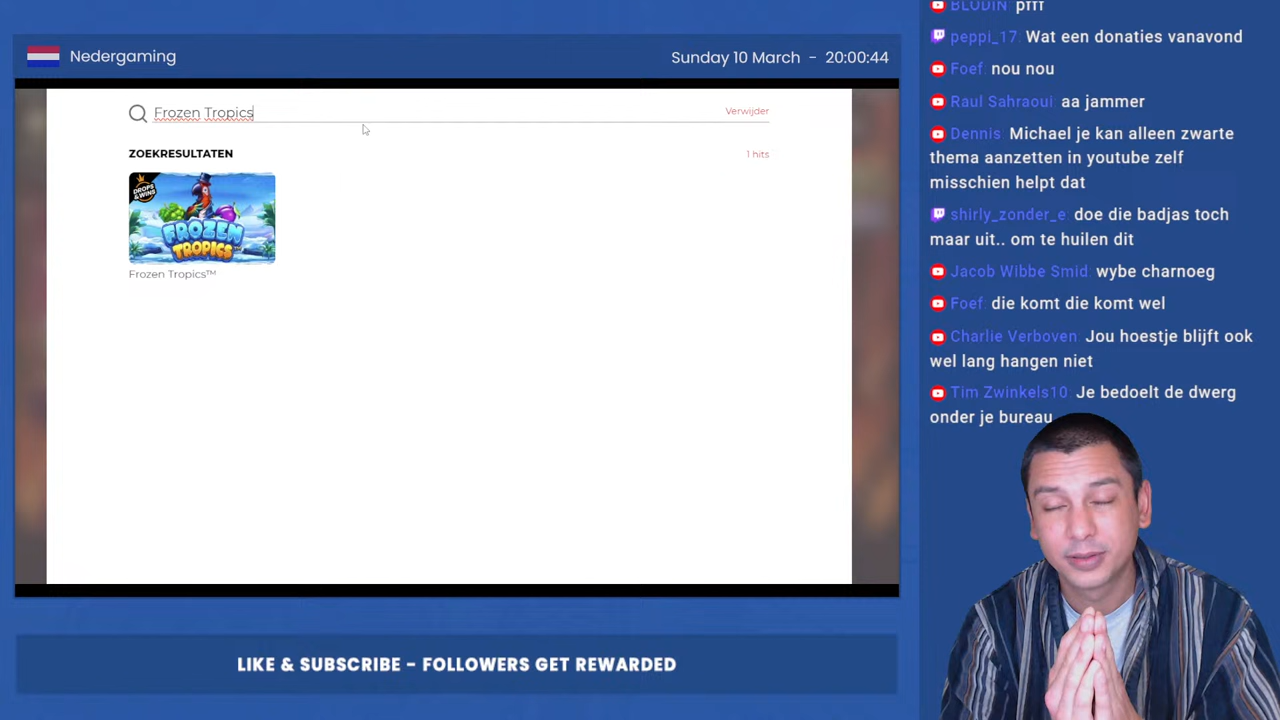 Nedergaming
Sunday 10 March - 20:00:44
Frozen Tropics
Verwijder
ZOEKRESULTATEN
1 hits
DROPS
& WINS
FROZEN
TROPICS
Frozen Tropics™
LIKE & SUBSCRIBE - FOLLOWERS GET REWARDED
BLODIN pfff
peppi_17: Wat een donaties vanavond
Foef: nou nou
Raul Sahraoui: aa jammer
Dennis: Michael je kan alleen zwarte
thema aanzetten in youtube zelf
misschien helpt dat
shirly_zonder_e: doe die badjas toch
maar uit.. om te huilen dit
Jacob Wibbe Smid: wybe charnoeg
Foef: die komt die komt wel
Charlie Verboven: Jou hoestje blijft ook
wel lang hangen niet
Tim Zwinkels10: Je bedoelt de dwerg
onder je bureau